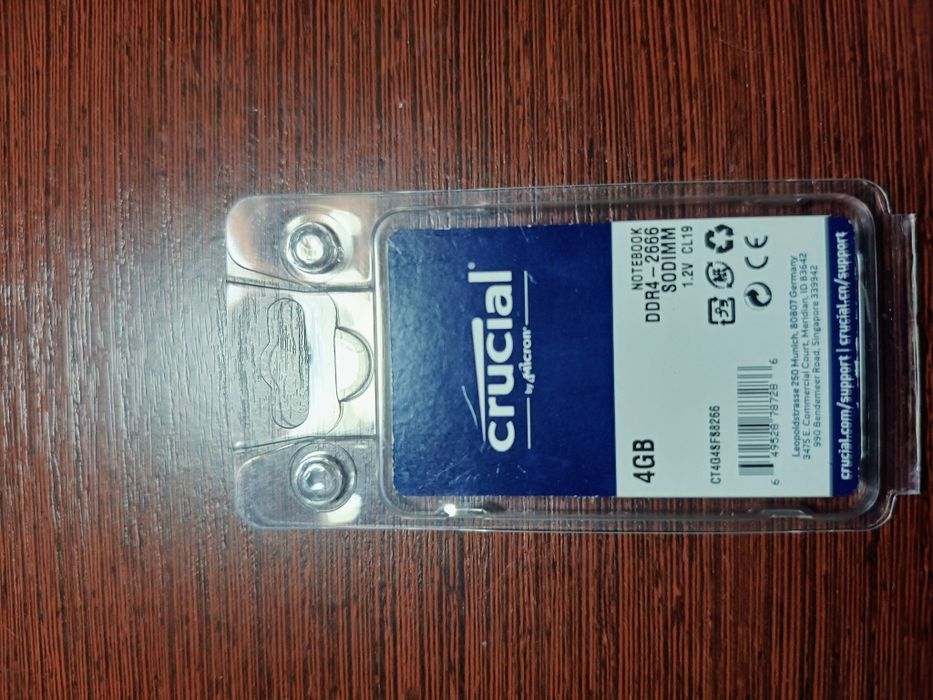 crucial
by Micron®
4GB
NOTEBOOK
DDR4-2666
SODIMM
1.2V CL19
CT4G4SFS8266
6 49528 78728 6
CE
Leopoldstrasse 250 Munich, 80807 Germany
3475 E. Commercial Court, Meridian, ID 83642
990 Bendemeer Road, Singapore 339942
crucial.com/support | crucial.cn/support